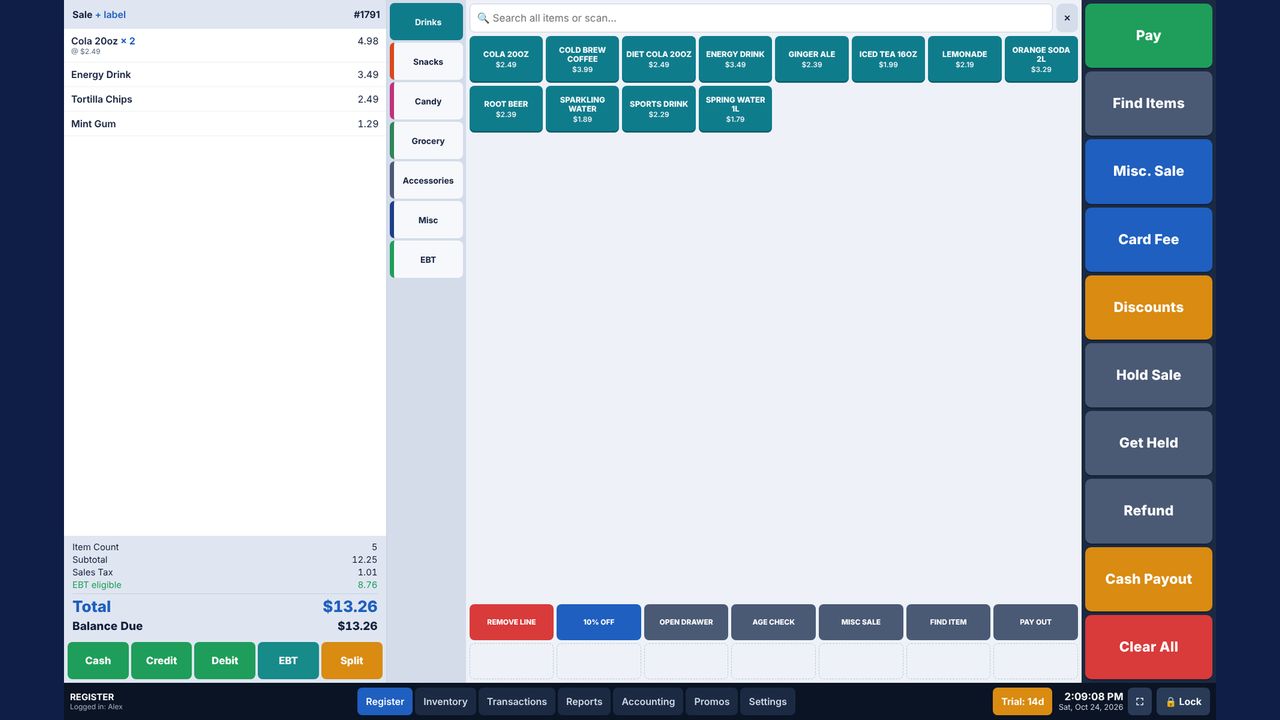 Sale + label #1791
Cola 20oz × 2 4.98
@ $2.49
Energy Drink 3.49
Tortilla Chips 2.49
Mint Gum 1.29
Item Count 5
Subtotal 12.25
Sales Tax 1.01
EBT eligible 8.76
Total $13.26
Balance Due $13.26
Cash Credit Debit EBT Split
Drinks
Snacks
Candy
Grocery
Accessories
Misc
EBT
Search all items or scan...
COLA 20OZ
$2.49
COLD BREW
COFFEE
$3.99
DIET COLA 20OZ
$2.49
ENERGY DRINK
$3.49
GINGER ALE
$2.39
ICED TEA 16OZ
$1.99
LEMONADE
$2.19
ORANGE SODA
2L
$3.29
ROOT BEER
$2.39
SPARKLING
WATER
$1.89
SPORTS DRINK
$2.29
SPRING WATER
1L
$1.79
REMOVE LINE 10% OFF OPEN DRAWER AGE CHECK MISC SALE FIND ITEM PAY OUT
Pay
Find Items
Misc. Sale
Card Fee
Discounts
Hold Sale
Get Held
Refund
Cash Payout
Clear All
REGISTER
Logged in: Alex
Register Inventory Transactions Reports Accounting Promos Settings
Trial: 14d
2:09:08 PM
Sat, Oct 24, 2026
Lock